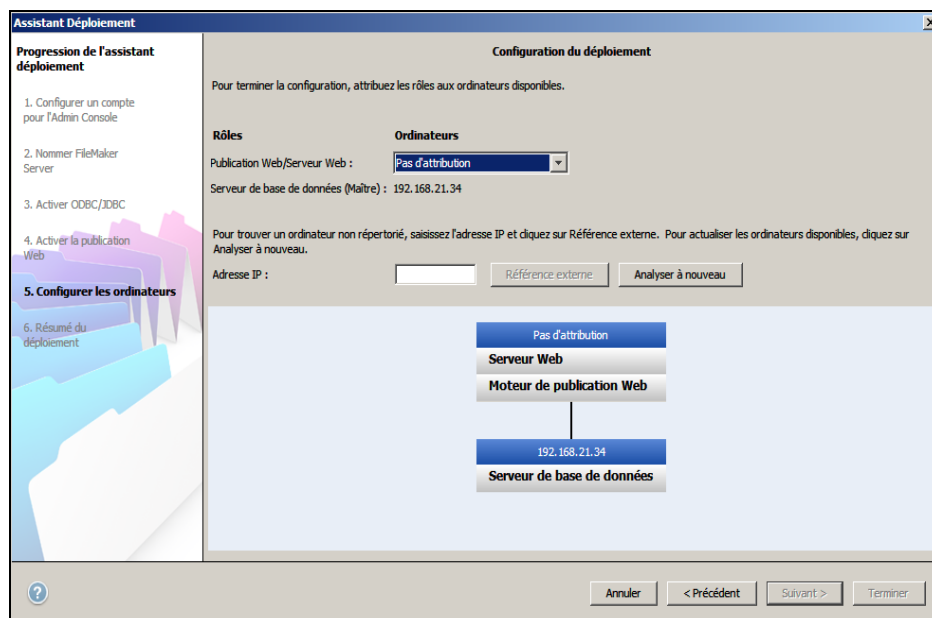 Assistant Déploiement
Progression de l'assistant
déploiement
1. Configurer un compte
pour l'Admin Console
2. Nommer FileMaker
Server
3. Activer ODBC/JDBC
4. Activer la publication
Web
5. Configurer les ordinateurs
6. Résumé du
déploiement
Configuration du déploiement
Pour terminer la configuration, attribuez les rôles aux ordinateurs disponibles.
Rôles Ordinateurs
Publication Web/Serveur Web : Pas d'attribution
Serveur de base de données (Maître) : 192.168.21.34
Pour trouver un ordinateur non répertorié, saisissez l'adresse IP et cliquez sur Référence externe. Pour actualiser les ordinateurs disponibles, cliquez sur
Analyser à nouveau.
Adresse IP : Référence externe Analyser à nouveau
Pas d'attribution
Serveur Web
Moteur de publication Web
192.168.21.34
Serveur de base de données
? Annuler < Précédent Suivant > Terminer